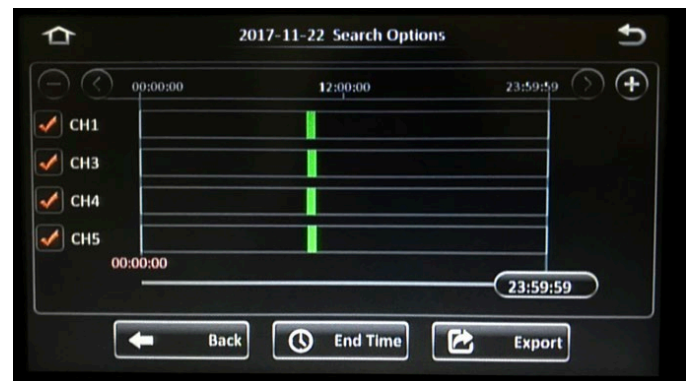 2017-11-22 Search Options
00:00:00 12:00:00 23:59:59
CH1
CH3
CH4
CH5
00:00:00
23:59:59
Back End Time Export